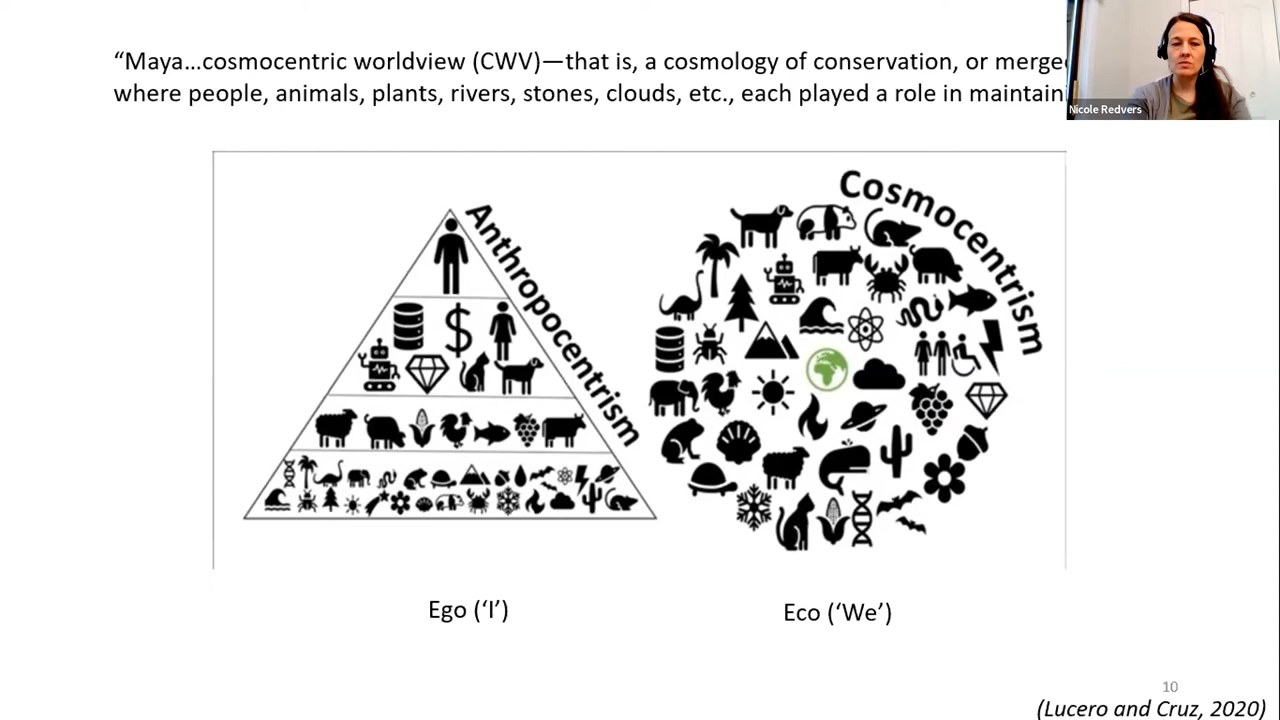 “Maya…cosmocentric worldview (CWV)—that is, a cosmology of conservation, or merge
where people, animals, plants, rivers, stones, clouds, etc., each played a role in maintain
Nicole Redvers
Anthropocentrism
$
Cosmocentrism
Ego (‘I’)
Eco (‘We’)
10
(Lucero and Cruz, 2020)